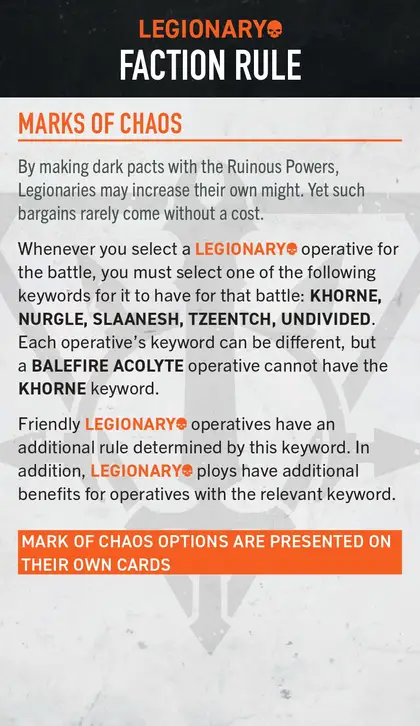 LEGIONARY
FACTION RULE
MARKS OF CHAOS
By making dark pacts with the Ruinous Powers,
Legionaries may increase their own might. Yet such
bargains rarely come without a cost.
Whenever you select a LEGIONARY operative for
the battle, you must select one of the following
keywords for it to have for that battle: KHORNE,
NURGLE, SLAANESH, TZEENTCH, UNDIVIDED.
Each operative's keyword can be different, but
a BALEFIRE ACOLYTE operative cannot have the
KHORNE keyword.
Friendly LEGIONARY operatives have an
additional rule determined by this keyword. In
addition, LEGIONARY ploys have additional
benefits for operatives with the relevant keyword.
MARK OF CHAOS OPTIONS ARE PRESENTED ON
THEIR OWN CARDS